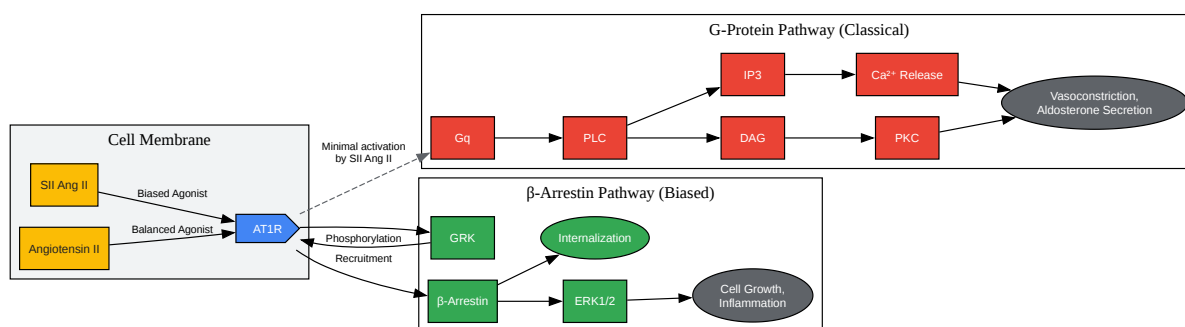 G-Protein Pathway (Classical)
IP3
Ca²⁺ Release
Vasoconstriction,
Aldosterone Secretion
Gq
PLC
DAG
PKC
Minimal activation
by SII Ang II
Cell Membrane
SII Ang II
Biased Agonist
Angiotensin II
Balanced Agonist
AT1R
β-Arrestin Pathway (Biased)
Phosphorylation
Recruitment
GRK
Internalization
β-Arrestin
ERK1/2
Cell Growth,
Inflammation